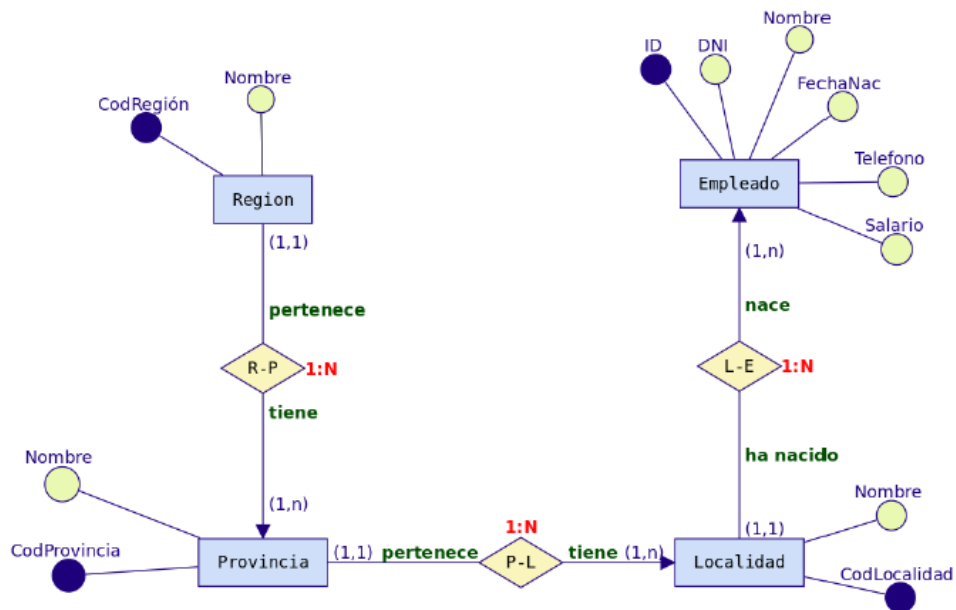 Nombre
ID
DNI
Nombre
CodRegión
FechaNac
Telefono
Region
Empleado
Salario
(1,1)
(1,n)
pertenece
nace
R-P
1:N
L-E
1:N
tiene
ha nacido
Nombre
(1,n)
Nombre
CodProvincia
Provincia
(1,1)
pertenece
1:N
P-L
tiene
(1,n)
(1,1)
Localidad
CodLocalidad